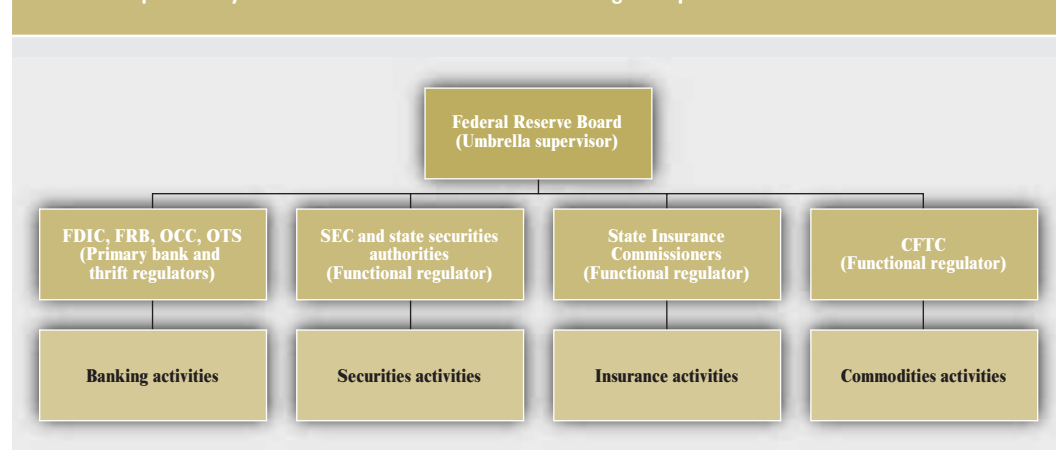 Federal Reserve Board
(Umbrella supervisor)
FDIC, FRB, OCC, OTS
(Primary bank and
thrift regulators)
SEC and state securities
authorities
(Functional regulator)
State Insurance
Commissioners
(Functional regulator)
CFTC
(Functional regulator)
Banking activities
Securities activities
Insurance activities
Commodities activities